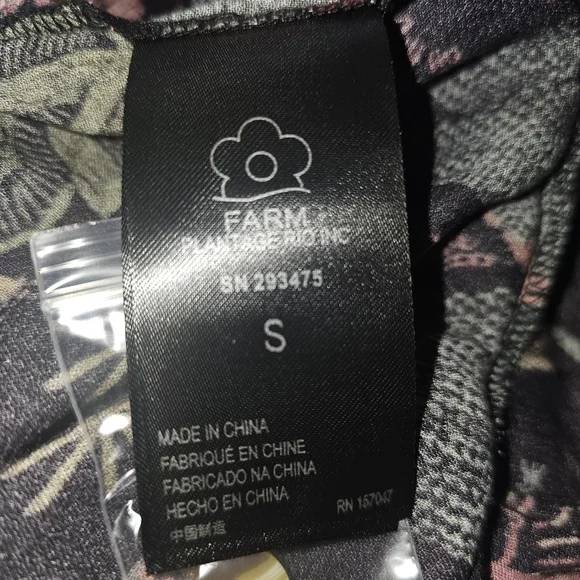 FARM
PLANTAGE RIO INC
SN 293475
S
MADE IN CHINA
FABRIQUÉ EN CHINE
FABRICADO NA CHINA
HECHO EN CHINA
中国制造
RN 157047